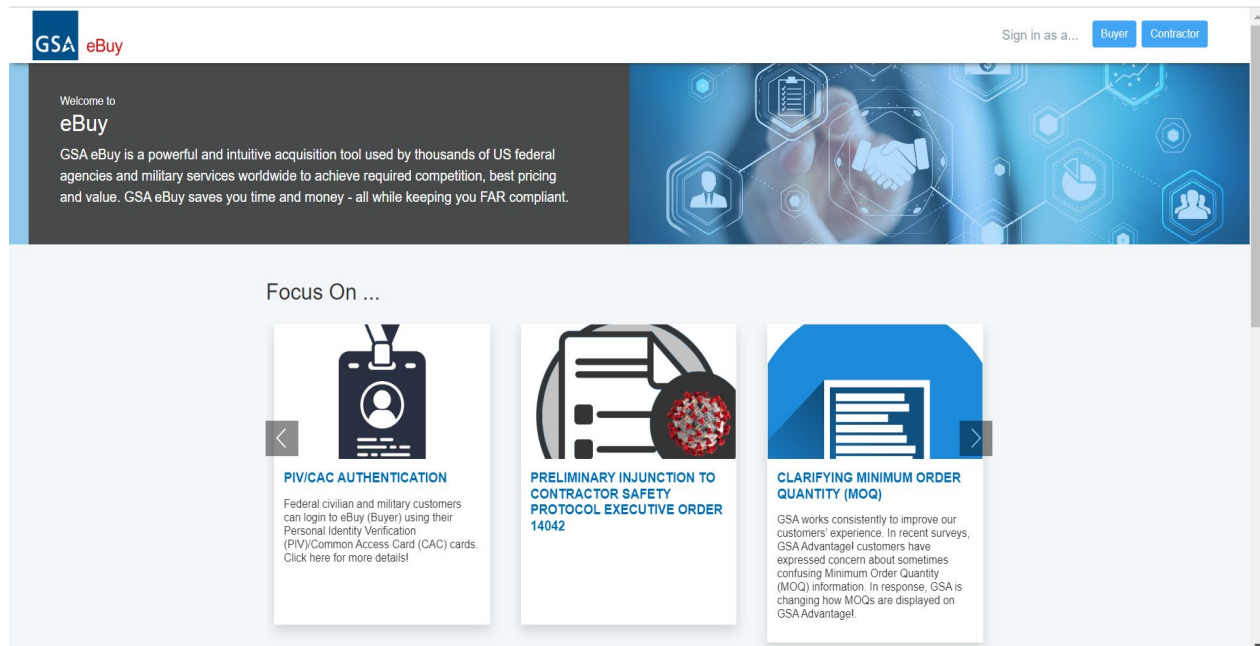 GSA eBuy
Sign in as a... Buyer Contractor
Welcome to
eBuy
GSA eBuy is a powerful and intuitive acquisition tool used by thousands of US federal
agencies and military services worldwide to achieve required competition, best pricing
and value. GSA eBuy saves you time and money - all while keeping you FAR compliant.
Focus On ...
PIV/CAC AUTHENTICATION
Federal civilian and military customers
can login to eBuy (Buyer) using their
Personal Identity Verification
(PIV)/Common Access Card (CAC) cards.
Click here for more details!
PRELIMINARY INJUNCTION TO
CONTRACTOR SAFETY
PROTOCOL EXECUTIVE ORDER
14042
CLARIFYING MINIMUM ORDER
QUANTITY (MOQ)
GSA works consistently to improve our
customers' experience. In recent surveys,
GSA Advantage! customers have
expressed concern about sometimes
confusing Minimum Order Quantity
(MOQ) information. In response, GSA is
changing how MOQs are displayed on
GSA Advantage!.